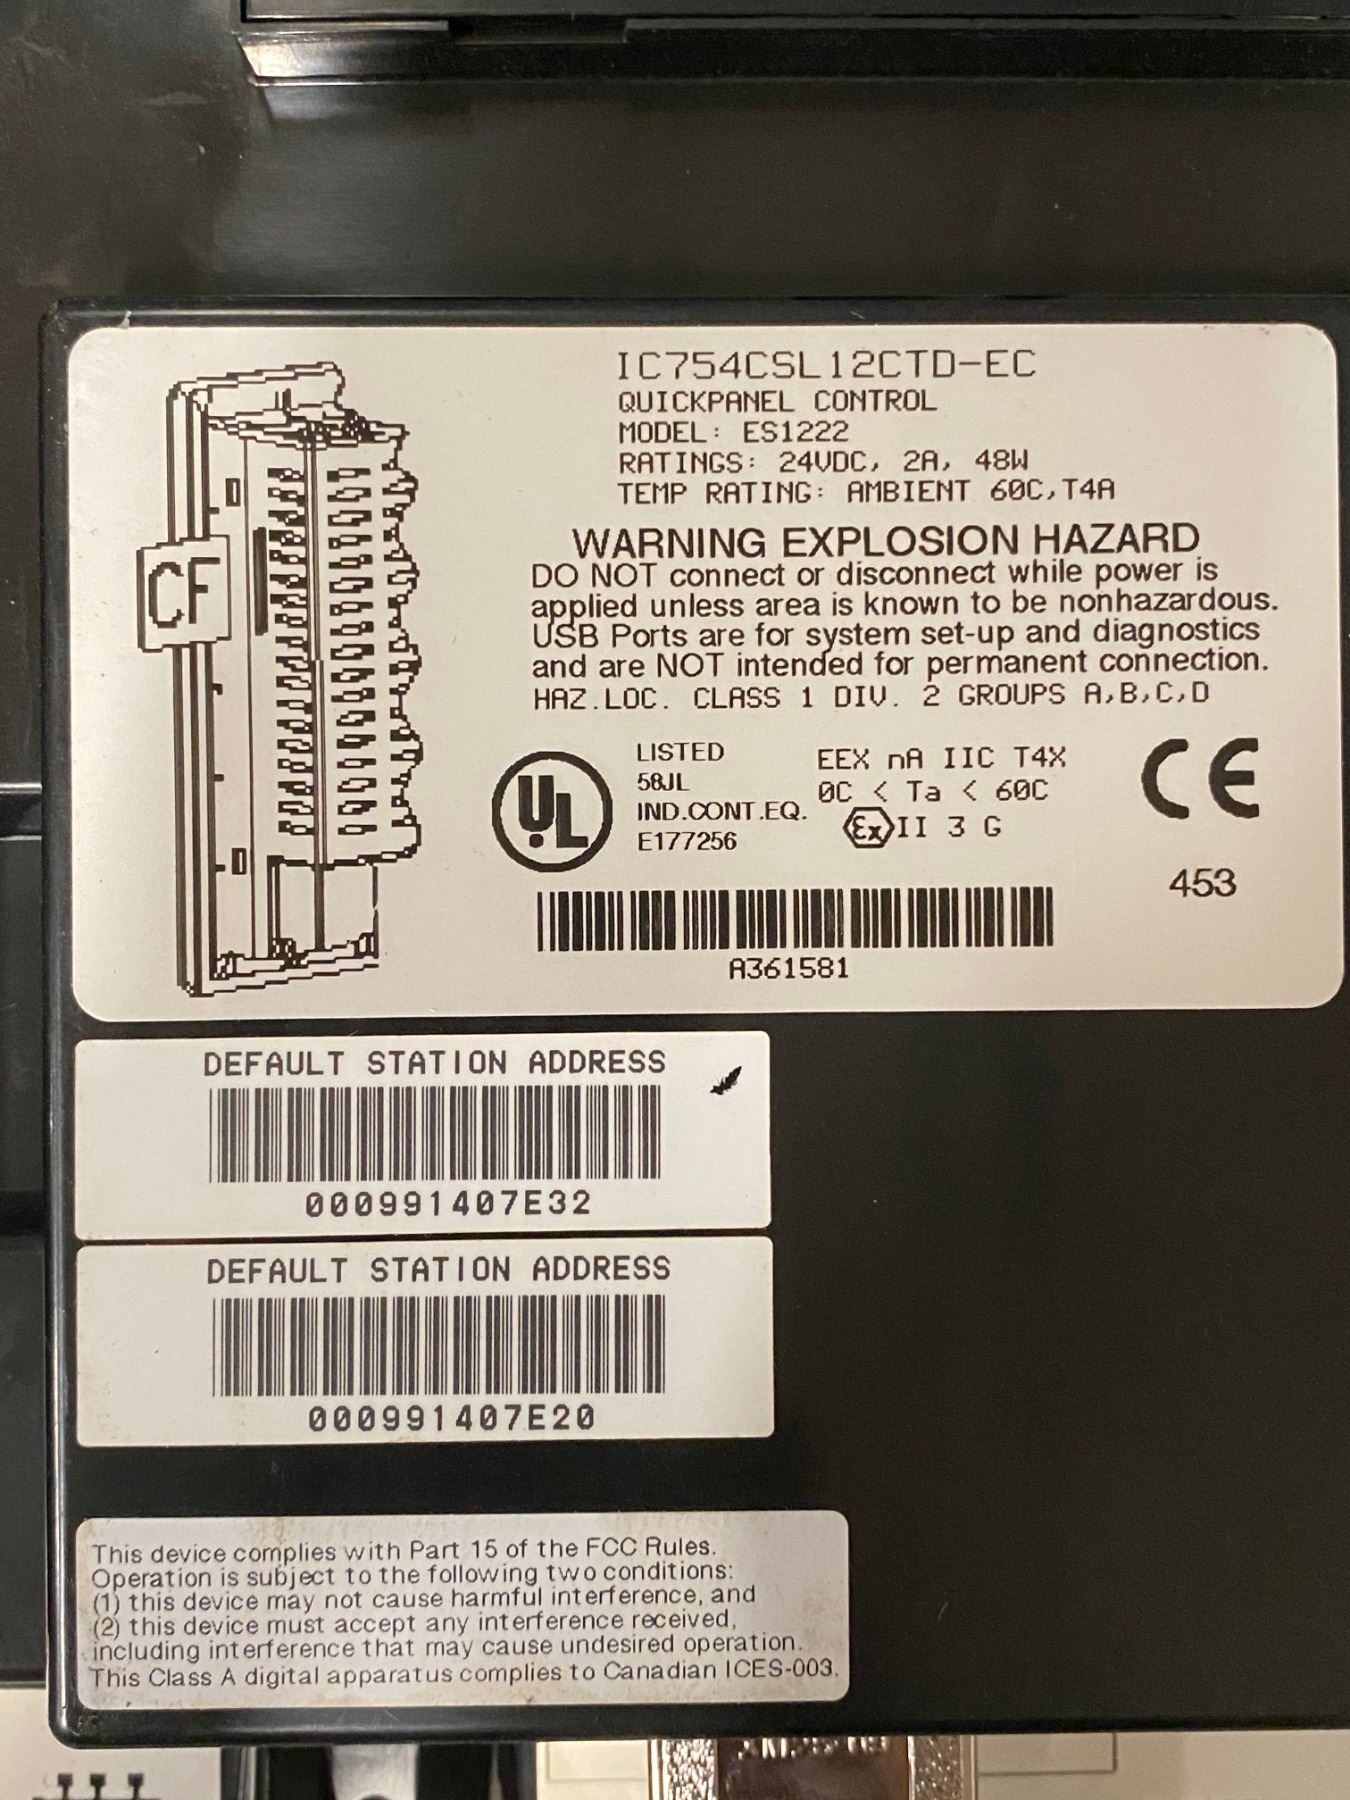 IC754CSL12CTD-EC
QUICKPANEL CONTROL
MODEL: ES1222
RATINGS: 24VDC, 2A, 48W
TEMP RATING: AMBIENT 60C,T4A
CF
WARNING EXPLOSION HAZARD
DO NOT connect or disconnect while power is
applied unless area is known to be nonhazardous.
USB Ports are for system set-up and diagnostics
and are NOT intended for permanent connection.
HAZ.LOC. CLASS 1 DIV. 2 GROUPS A,B,C,D
UL
LISTED
58JL
IND.CONT.EQ.
E177256
EEX nA IIC T4X
0C < Ta < 60C
Ex II 3 G
CE
453
A361581
DEFAULT STATION ADDRESS
000991407E32
DEFAULT STATION ADDRESS
000991407E20
This device complies with Part 15 of the FCC Rules.
Operation is subject to the following two conditions:
(1) this device may not cause harmful interference, and
(2) this device must accept any interference received,
including interference that may cause undesired operation.
This Class A digital apparatus complies to Canadian ICES-003.